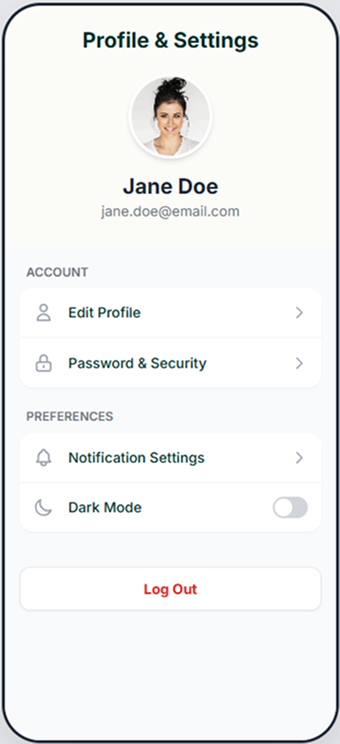 Profile & Settings
Jane Doe
jane.doe@email.com
ACCOUNT
Edit Profile
Password & Security
PREFERENCES
Notification Settings
Dark Mode
Log Out